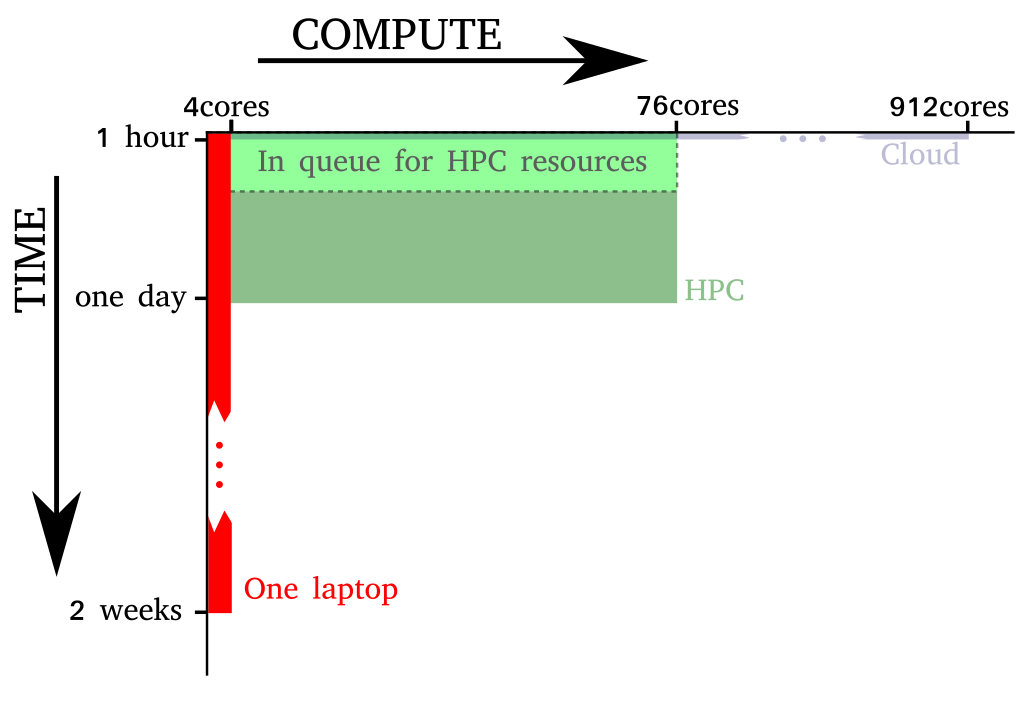 COMPUTE
4cores
76cores
912cores
1 hour
In queue for HPC resources
Cloud
TIME
one day
HPC
One laptop
2 weeks